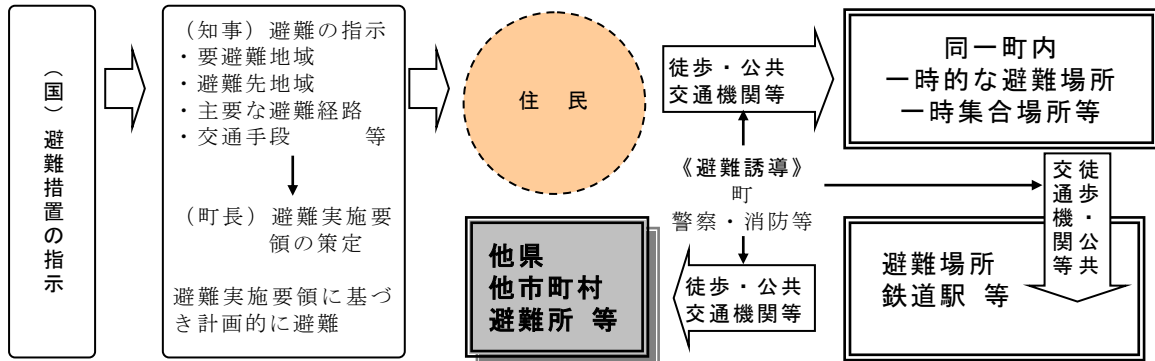 （国）避難措置の指示
（知事）避難の指示
・要避難地域
・避難先地域
・主要な避難経路
・交通手段　　等
（町長）避難実施要
領の策定
避難実施要領に基づ
き計画的に避難
住　民
徒歩・公共
交通機関等
同一町内
一時的な避難場所
一時集合場所等
《避難誘導》
町
警察・消防等
徒歩・公共
交通機関等
避難場所
鉄道駅 等
徒歩・公共
交通機関等
他県
他市町村
避難所 等